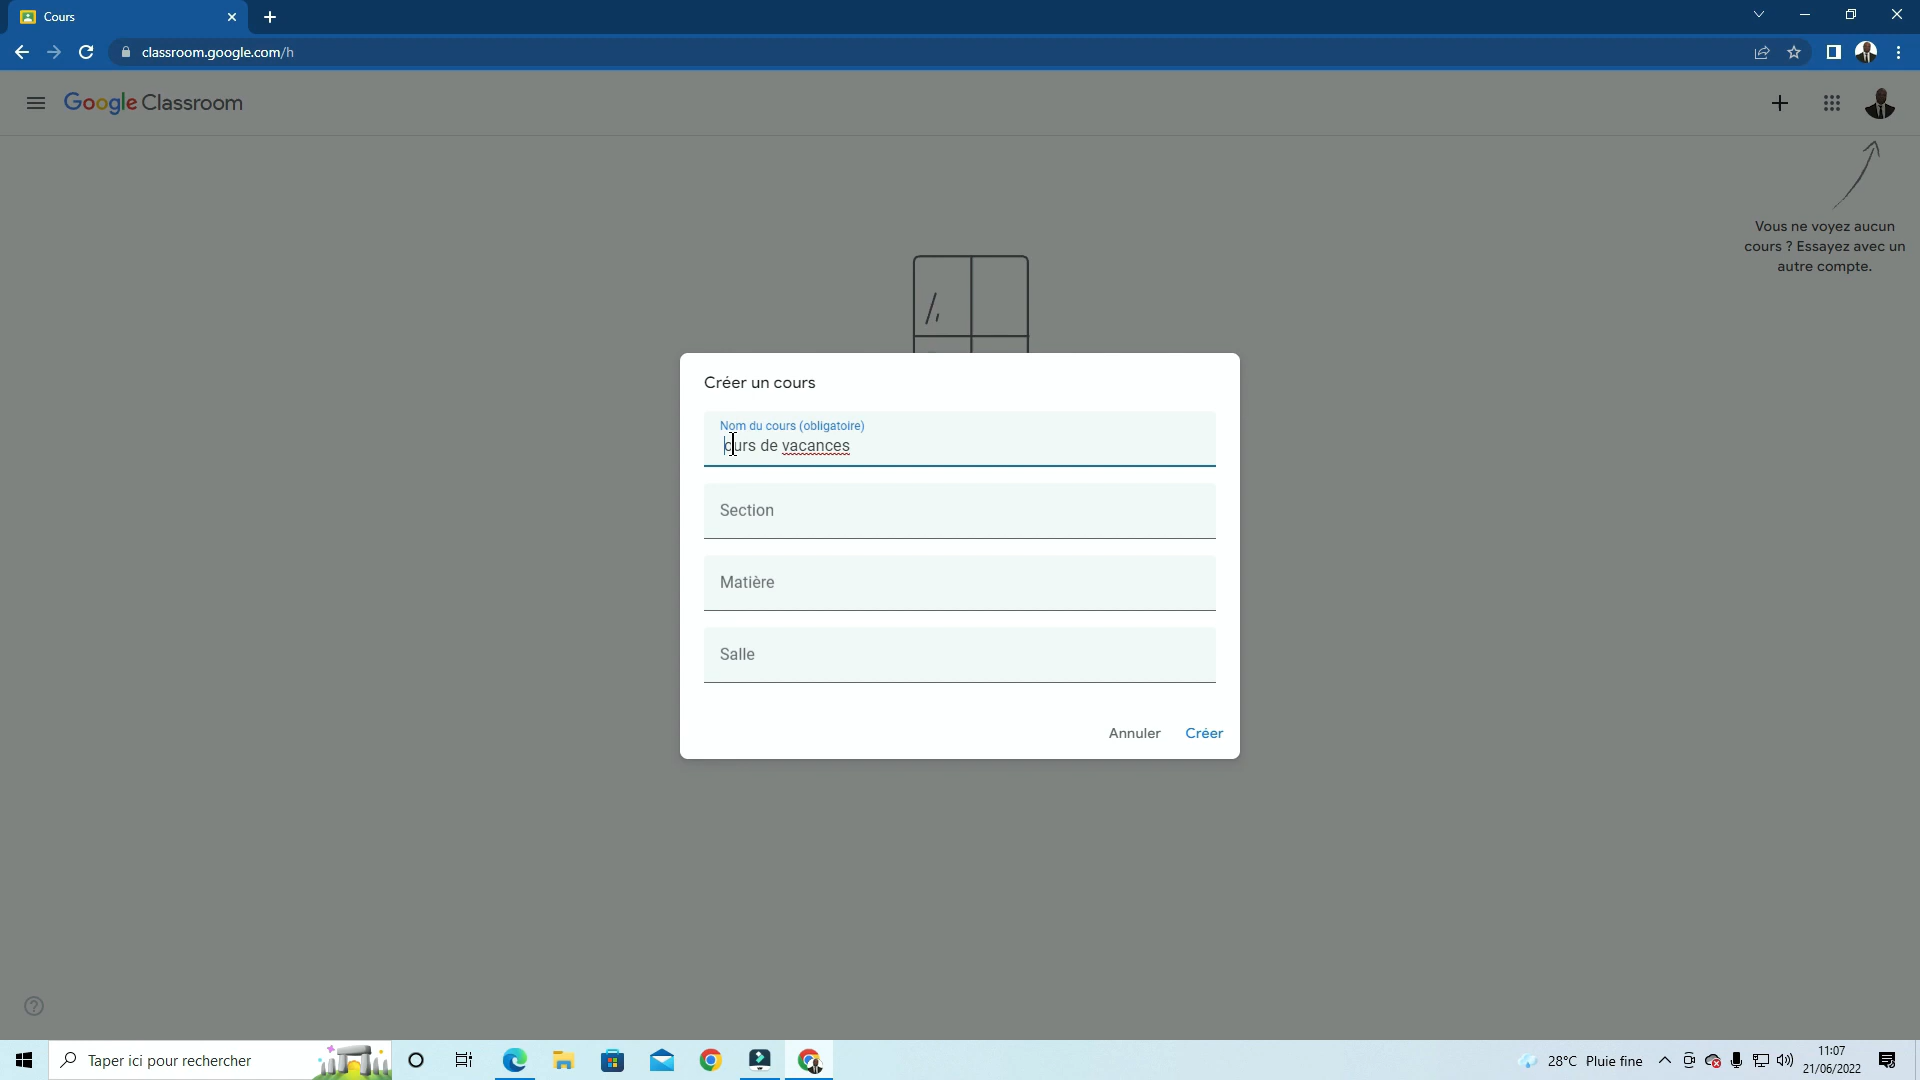 Cours
classroom.google.com/h
Google Classroom
Vous ne voyez aucun
cours ? Essayez avec un
autre compte.
Créer un cours
Nom du cours (obligatoire)
ours de vacances
Section
Matière
Salle
Annuler
Créer
Taper ici pour rechercher
28°C Pluie fine
11:07
21/06/2022